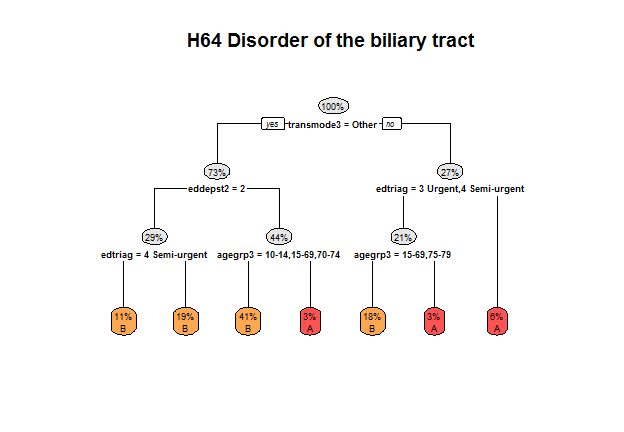 H64 Disorder of the biliary tract
100%
yes transmode3 = Other no
73% 27%
eddepst2 = 2 edtriag = 3 Urgent,4 Semi-urgent
29% 44% 21%
edtriag = 4 Semi-urgent agegrp3 = 10-14,15-69,70-74 agegrp3 = 15-69,75-79
11% 19% 41% 3% 18% 3% 6%
B B B A B A A